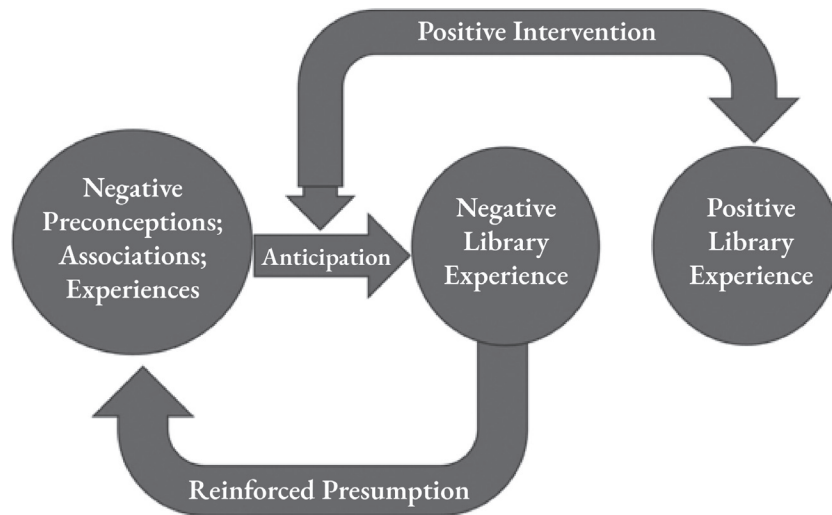 Positive Intervention
Negative
Preconceptions;
Associations;
Experiences
Anticipation
Negative
Library
Experience
Positive
Library
Experience
Reinforced Presumption